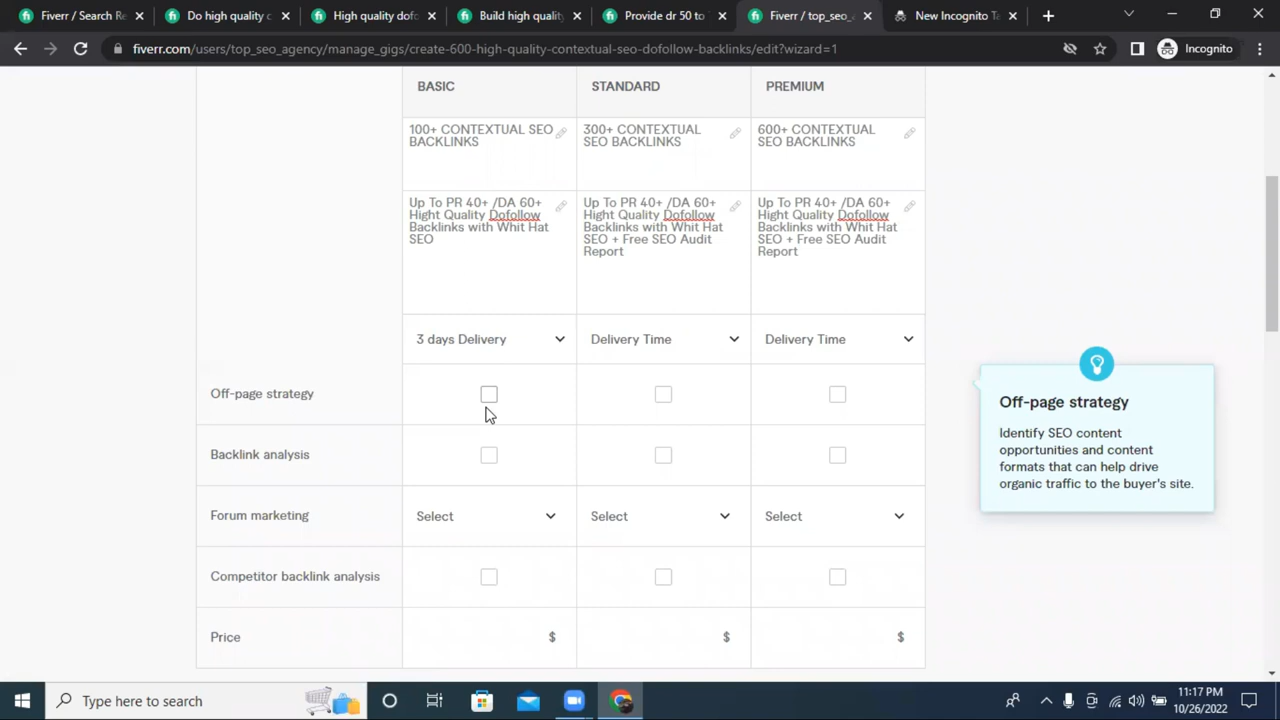 Fiverr / Search Re
Do high quality c
High quality dofc
Build high quality
Provide dr 50 to
Fiverr / top_seo_
New Incognito Ta
fiverr.com/users/top_seo_agency/manage_gigs/create-600-high-quality-contextual-seo-dofollow-backlinks/edit?wizard=1
Incognito
BASIC
STANDARD
PREMIUM
100+ CONTEXTUAL SEO
BACKLINKS
300+ CONTEXTUAL
SEO BACKLINKS
600+ CONTEXTUAL
SEO BACKLINKS
Up To PR 40+ /DA 60+
Hight Quality Dofollow
Backlinks with Whit Hat
SEO
Up To PR 40+ /DA 60+
Hight Quality Dofollow
Backlinks with Whit Hat
SEO + Free SEO Audit
Report
Up To PR 40+ /DA 60+
Hight Quality Dofollow
Backlinks with Whit Hat
SEO + Free SEO Audit
Report
3 days Delivery
Delivery Time
Delivery Time
Off-page strategy
Backlink analysis
Forum marketing
Select
Select
Select
Competitor backlink analysis
Price
$
$
$
Off-page strategy
Identify SEO content
opportunities and content
formats that can help drive
organic traffic to the buyer's site.
Type here to search
11:17 PM
10/26/2022